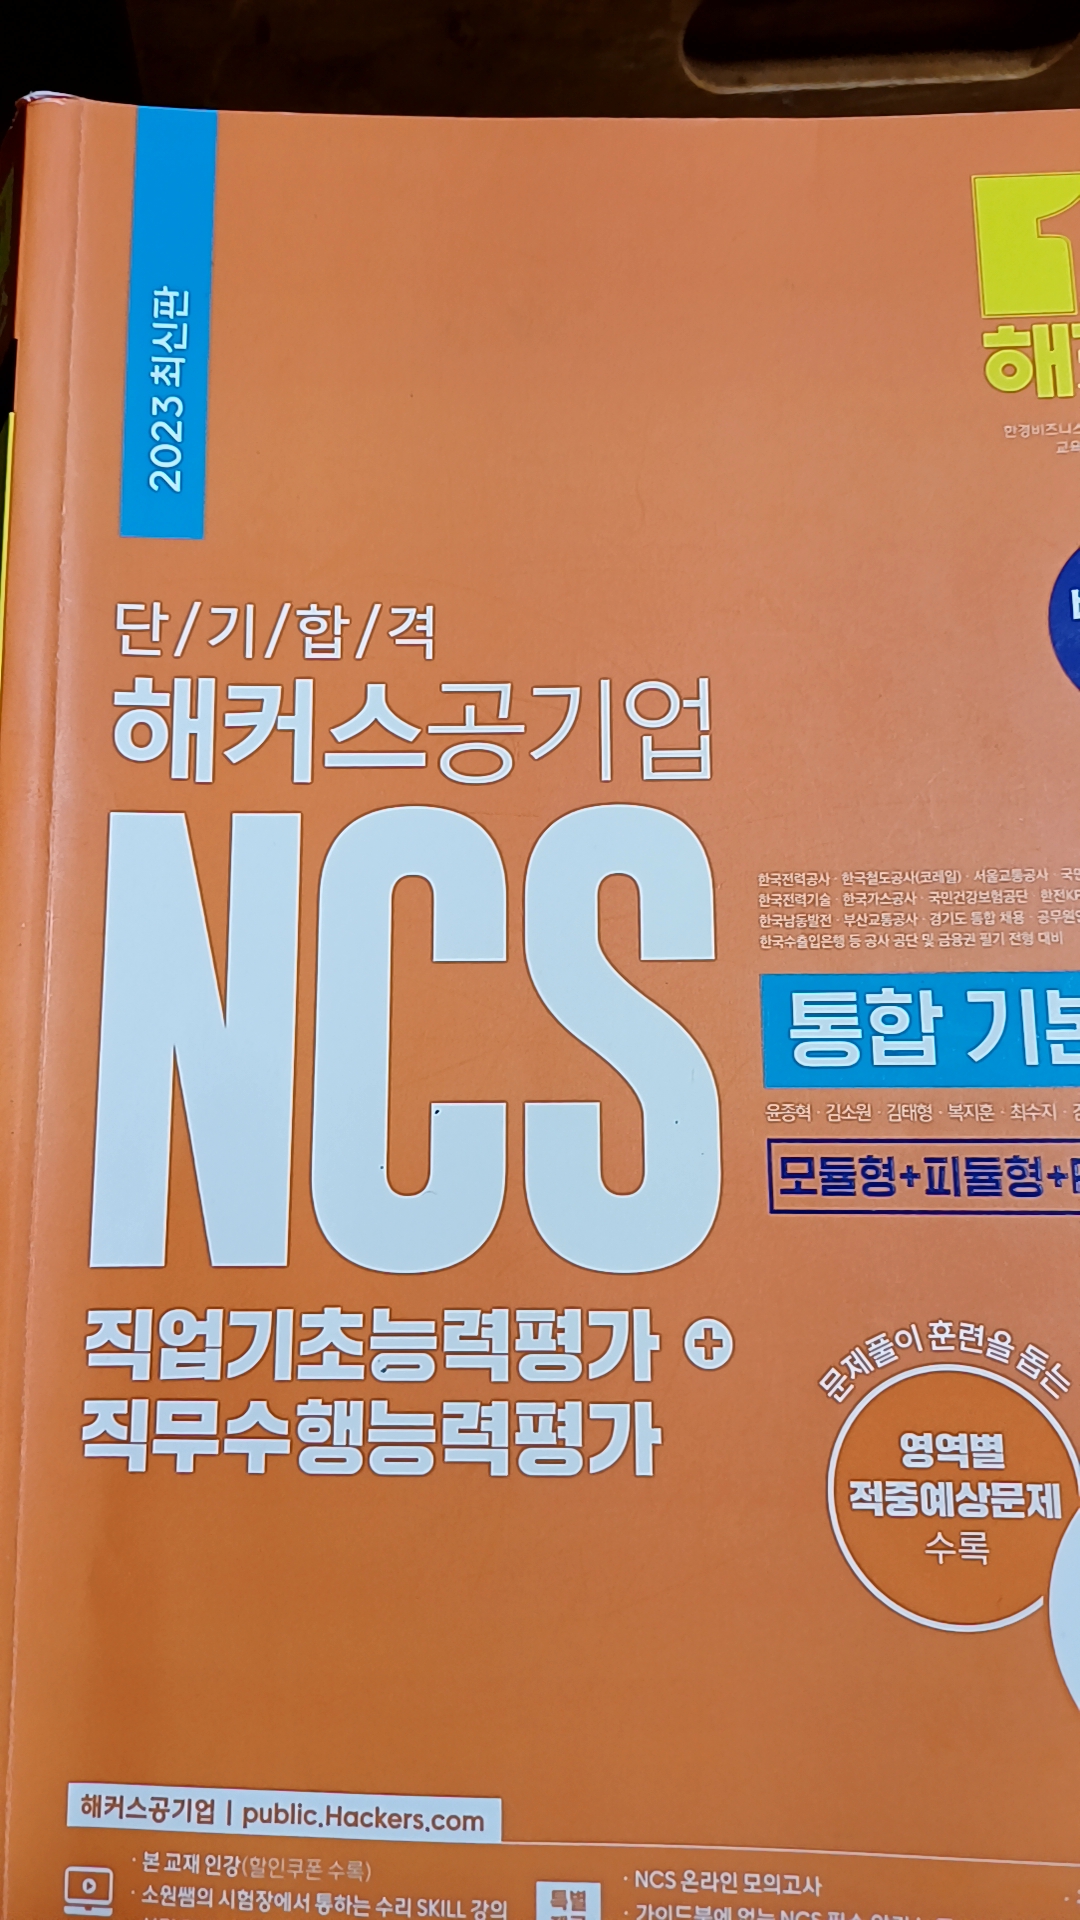 2023 최신판
해
한경비즈니스
교육
단/기/합/격
해커스공기업
NCS
한국전력공사 · 한국철도공사(코레일) · 서울교통공사 ·
한국전력기술 · 한국가스공사 · 국민건강보험공단 ·
한국남동발전 · 부산교통공사 · 경기도 통합 채용 ·
한국수출입은행 등 공사 공단 및 금융권 필기 전형 대비
통합 기본
윤종혁 · 김소원 · 김태형 · 복지훈 · 최수지 ·
모듈형+피듈형+
직업기초능력평가 +
직무수행능력평가
문제풀이 훈련을 돕는
영역별
적중예상문제
수록
해커스공기업 | public.Hackers.com
· 본 교재 인강(할인쿠폰 수록)
· 소원쌤의 시험장에서 통하는 수리 SKILL 강의
특별
· NCS 온라인 모의고사